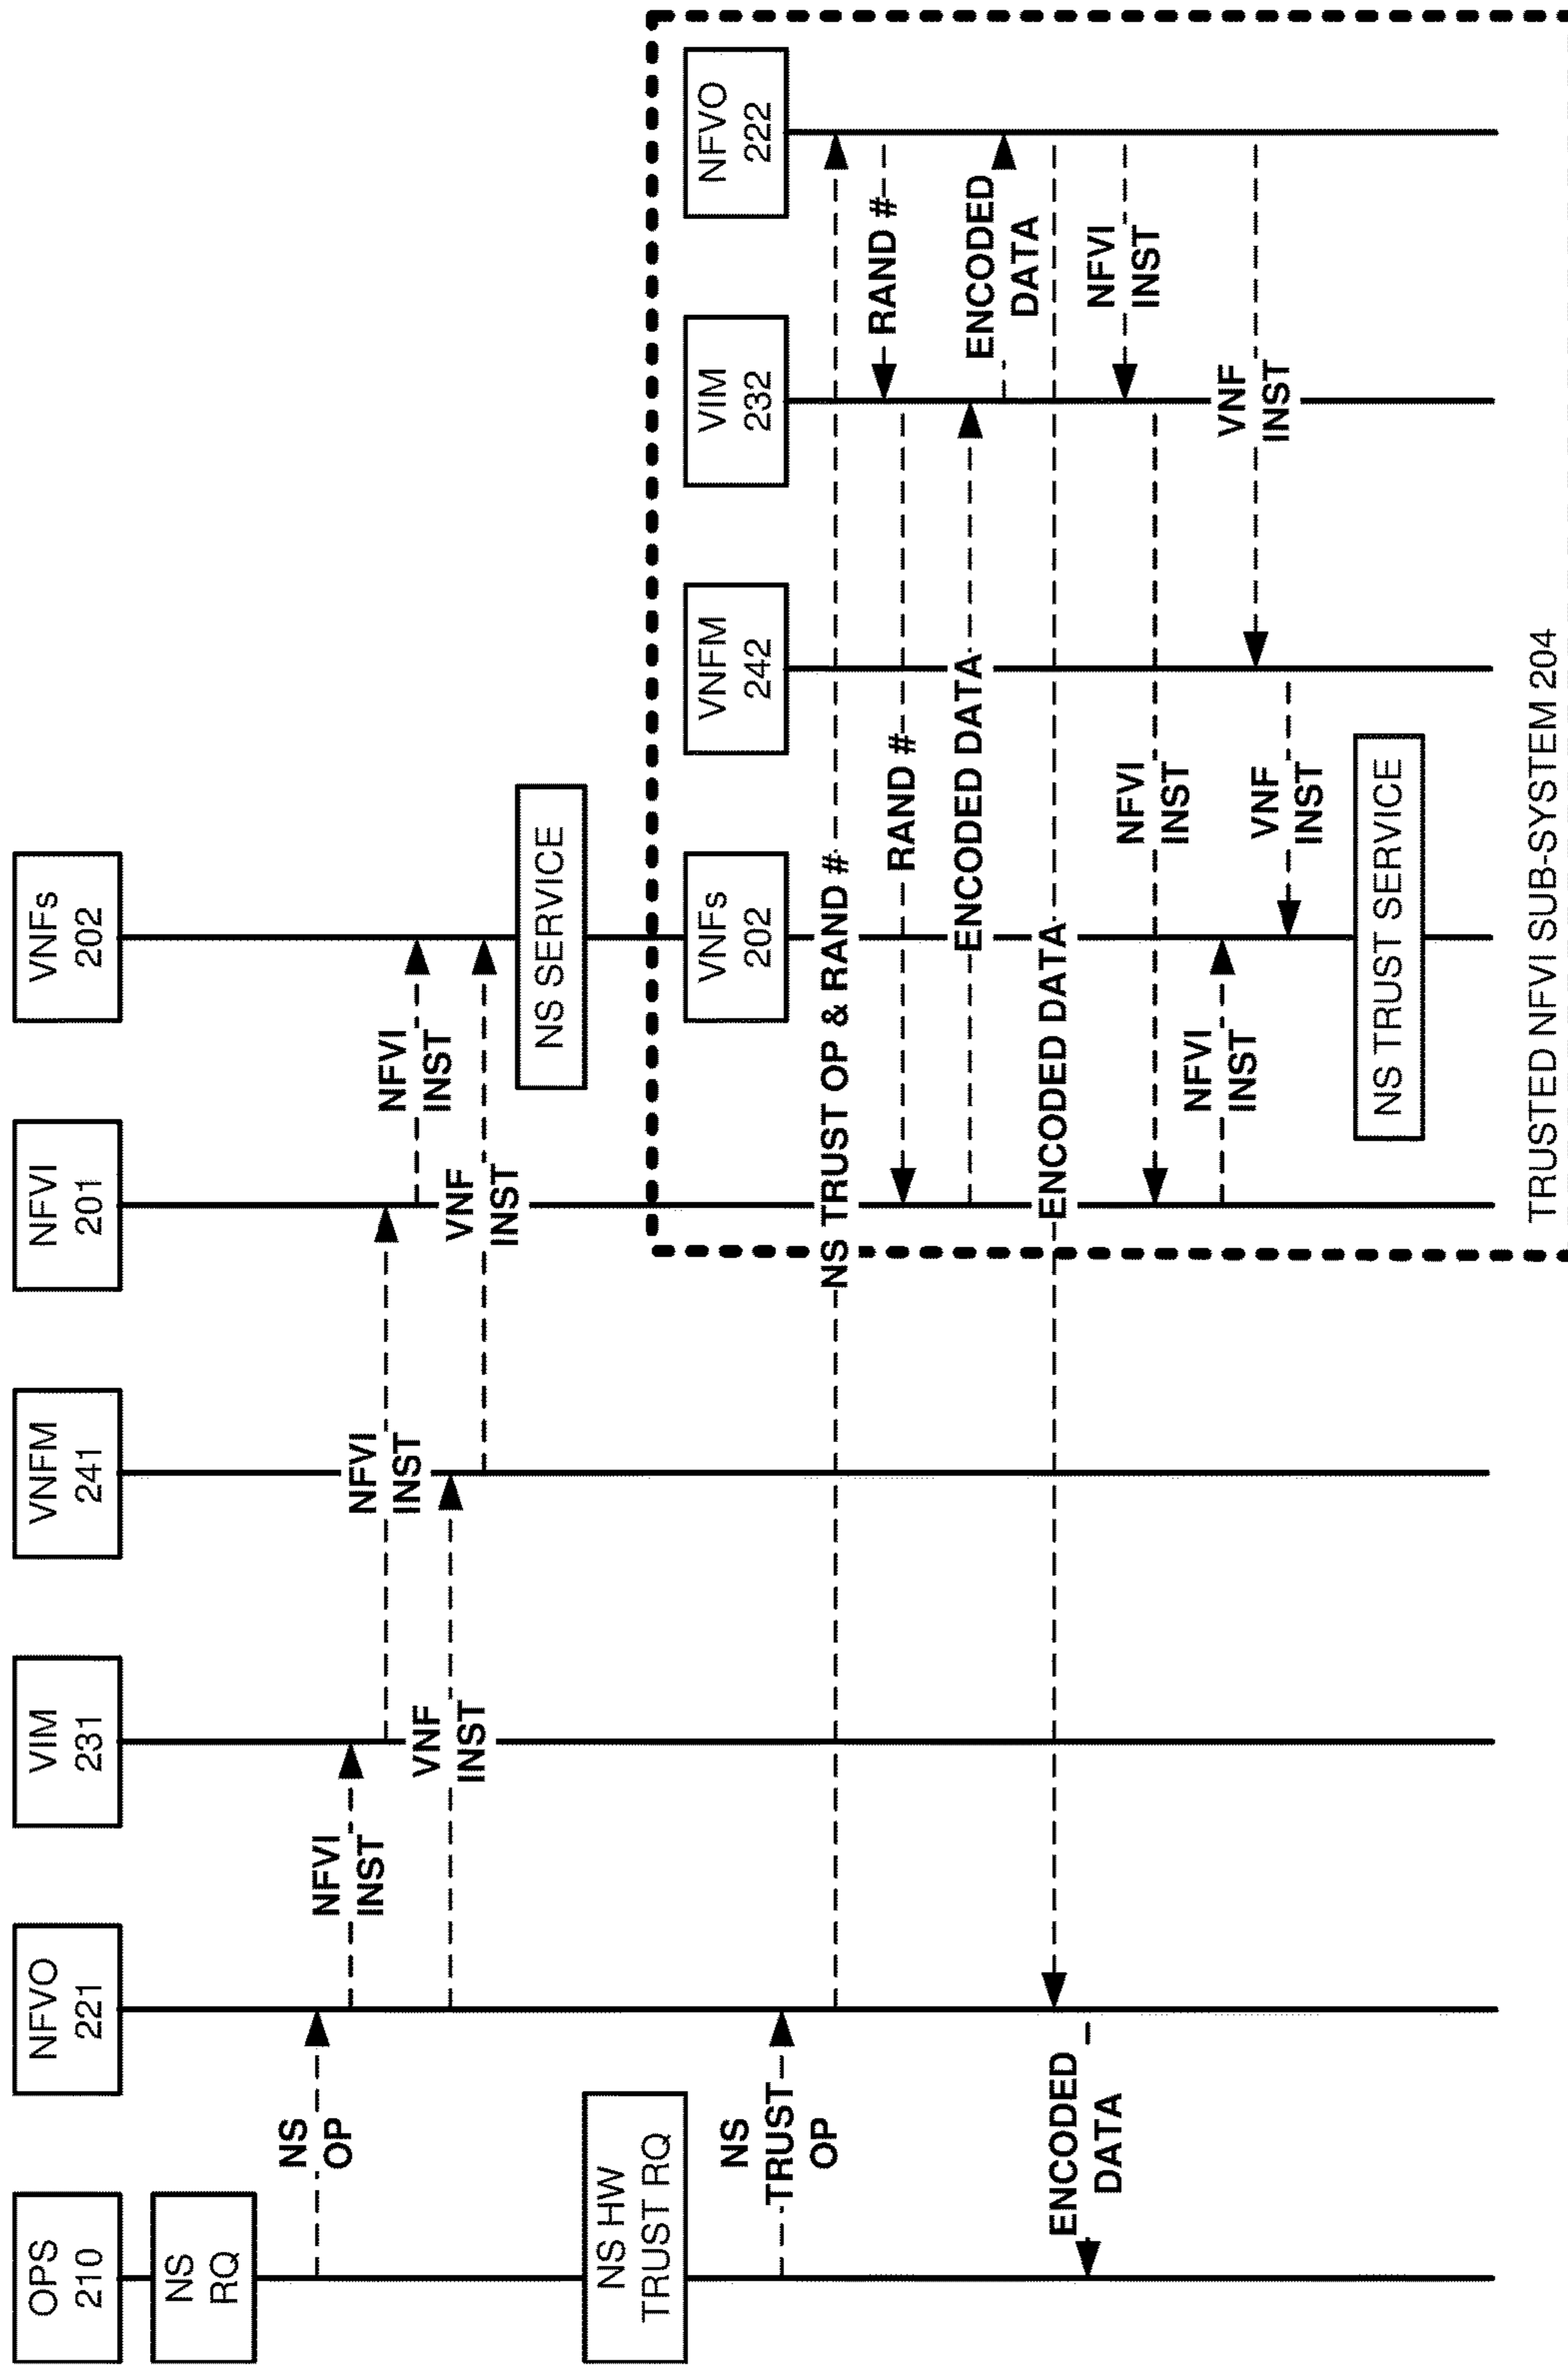 OPS
210
NFVO
221
VIM
231
VNFM
241
NFVI
201
VNFs
202
NS
RQ
NS
OP
NFVI
INST
NFVI
INST
NFVI
INST
VNF
INST
VNF
INST
NS SERVICE
NS HW
TRUST RQ
VNFs
202
VNFM
242
VIM
232
NFVO
222
NS
TRUST
OP
NS TRUST OP & RAND #
RAND #
RAND #
ENCODED DATA
ENCODED
DATA
ENCODED DATA
ENCODED
DATA
NFVI
INST
NFVI
INST
NFVI
INST
VNF
INST
VNF
INST
NS TRUST SERVICE
TRUSTED NFVI SUB-SYSTEM 204